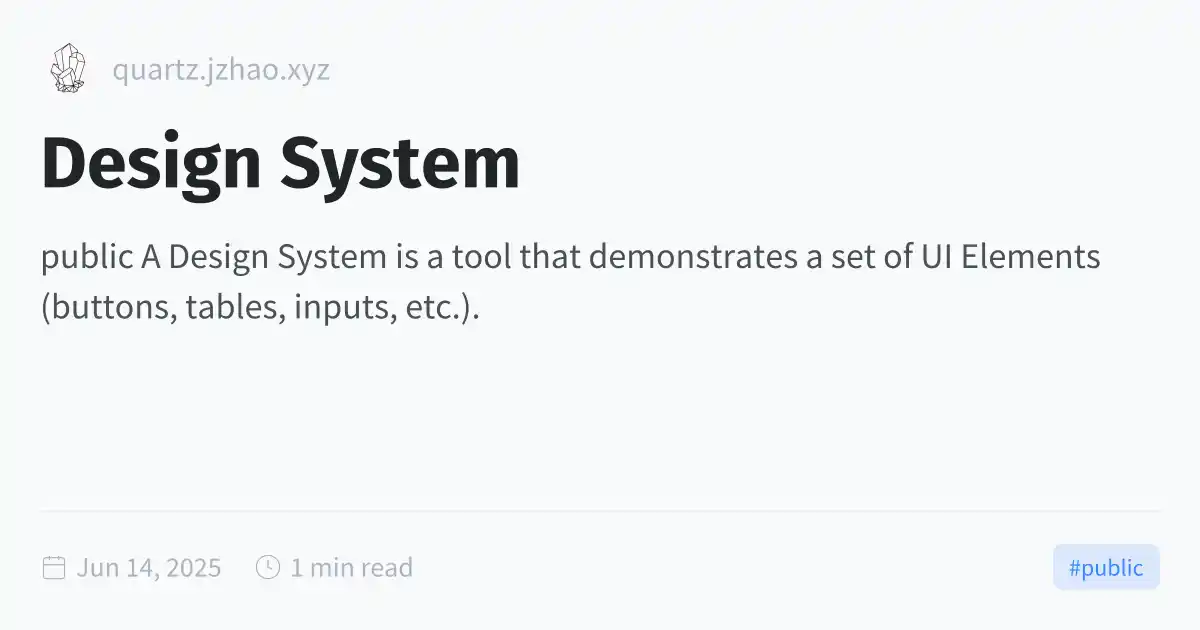 quartz.jzhao.xyz
Design System
public A Design System is a tool that demonstrates a set of UI Elements
(buttons, tables, inputs, etc.).
Jun 14, 2025 1 min read #public